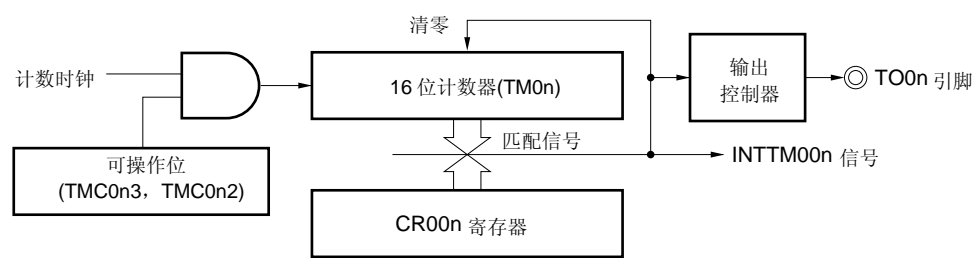 清零
计数时钟
16 位计数器(TM0n)
输出
控制器
TO0n 引脚
可操作位
(TMC0n3，TMC0n2)
匹配信号
INTTM00n 信号
CR00n 寄存器